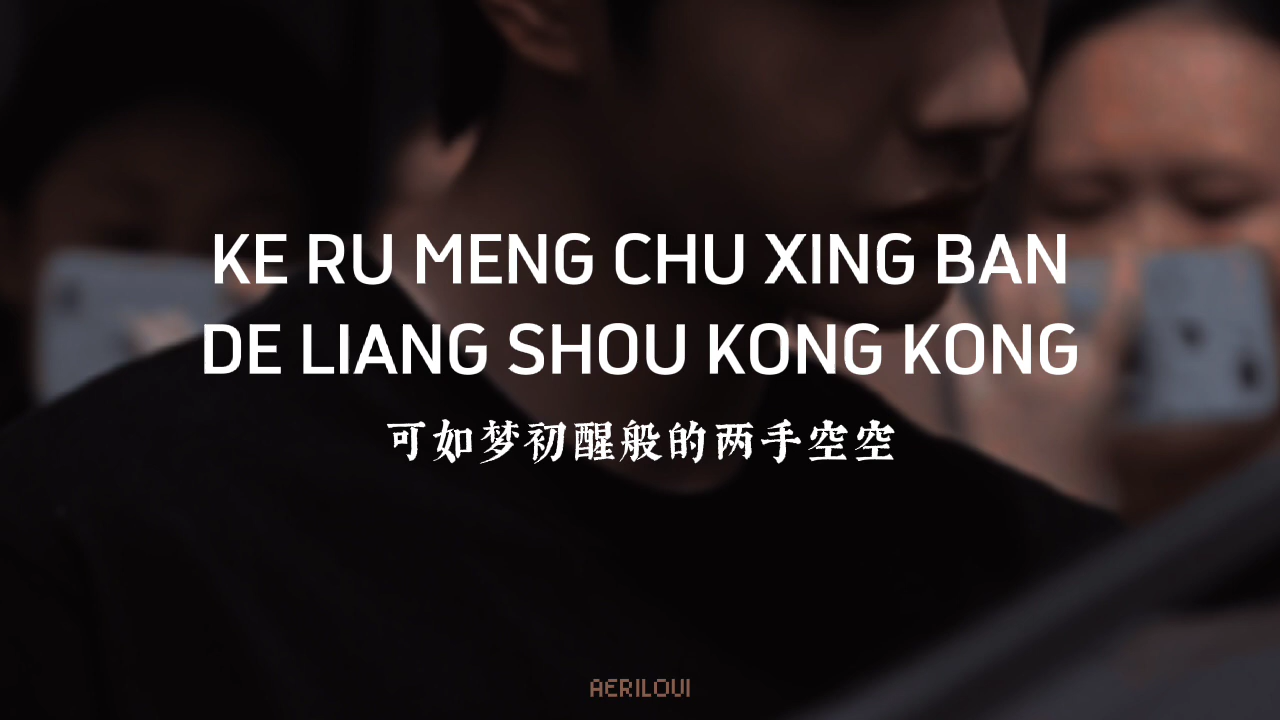 KE RU MENG CHU XING BAN
DE LIANG SHOU KONG KONG
可如梦初醒般的两手空空
AERILOVI